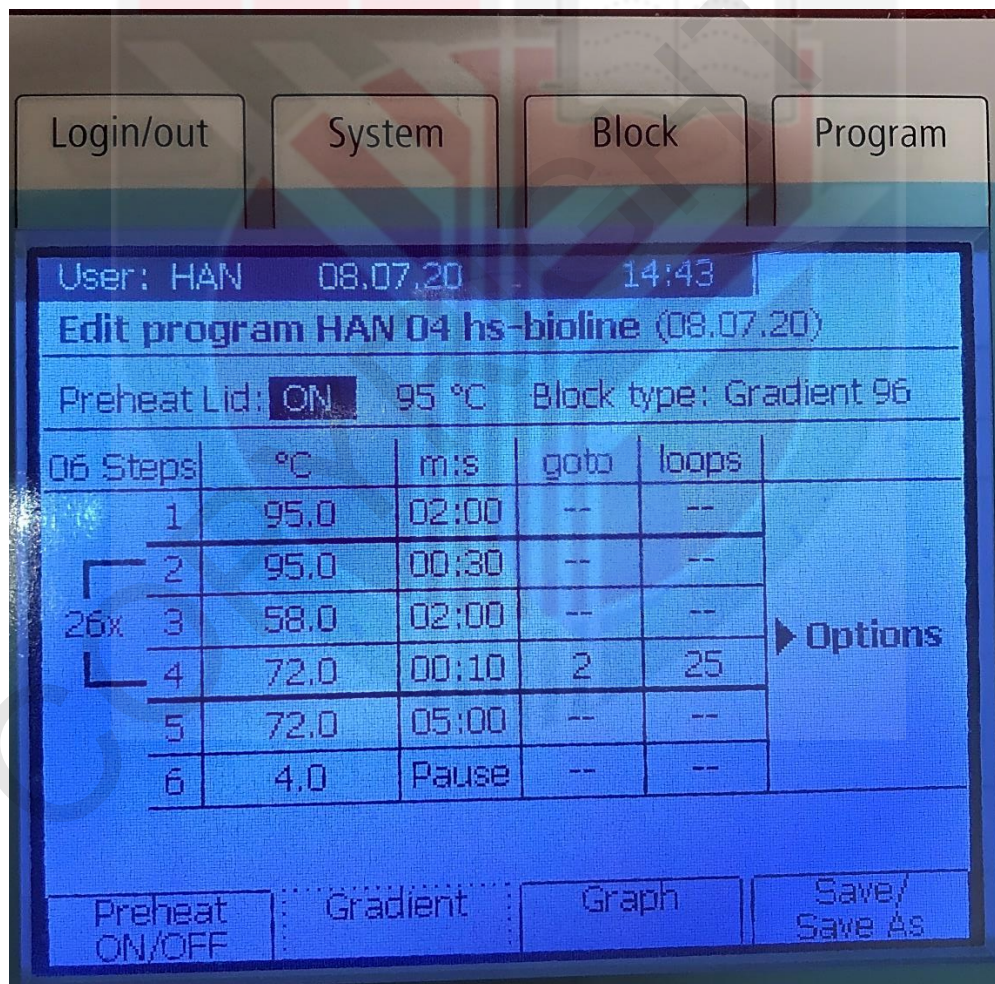 Login/out System Block Program
User: HAN 08.07.20 14:43
Edit program HAN 04 hs-bioline (08.07.20)
Preheat Lid: ON 95 °C Block type: Gradient 96
06 Steps °C m:s goto loops
1 95.0 02:00 -- --
2 95.0 00:30 -- --
26x 3 58.0 02:00 -- --
▶ Options
4 72.0 00:10 2 25
5 72.0 05:00 -- --
6 4.0 Pause -- --
Preheat ON/OFF Gradient Graph Save/ Save As
COPYRIGHT